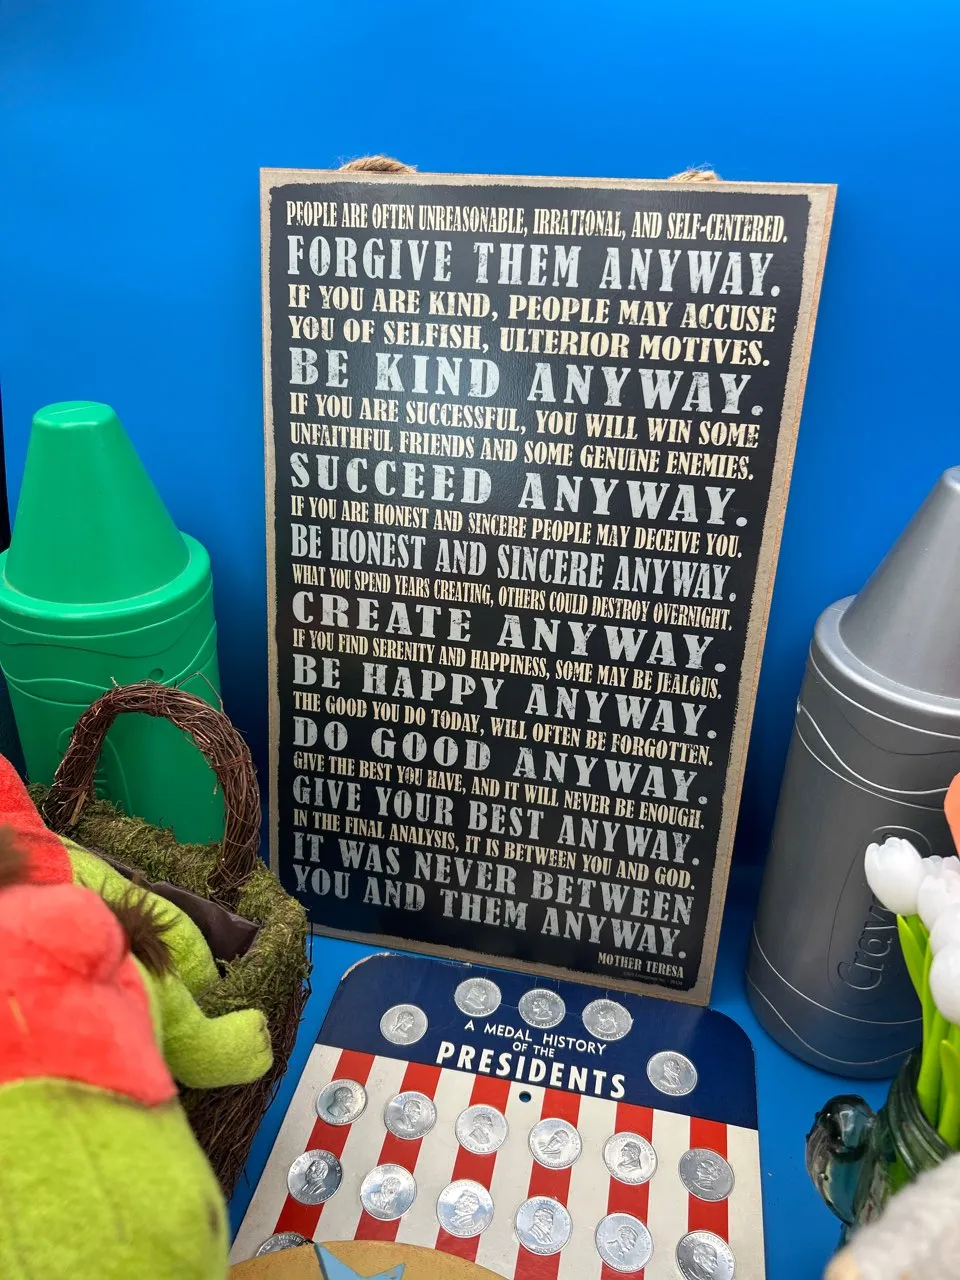 PEOPLE ARE OFTEN UNREASONABLE, IRRATIONAL, AND SELF-CENTERED.
FORGIVE THEM ANYWAY.
IF YOU ARE KIND, PEOPLE MAY ACCUSE
YOU OF SELFISH, ULTERIOR MOTIVES.
BE KIND ANYWAY.
IF YOU ARE SUCCESSFUL, YOU WILL WIN SOME
UNFAITHFUL FRIENDS AND SOME GENUINE ENEMIES.
SUCCEED ANYWAY.
IF YOU ARE HONEST AND SINCERE PEOPLE MAY DECEIVE YOU.
BE HONEST AND SINCERE ANYWAY.
WHAT YOU SPEND YEARS CREATING, OTHERS COULD DESTROY OVERNIGHT.
CREATE ANYWAY.
IF YOU FIND SERENITY AND HAPPINESS, SOME MAY BE JEALOUS.
BE HAPPY ANYWAY.
THE GOOD YOU DO TODAY, WILL OFTEN BE FORGOTTEN.
DO GOOD ANYWAY.
GIVE THE BEST YOU HAVE, AND IT WILL NEVER BE ENOUGH.
GIVE YOUR BEST ANYWAY.
IN THE FINAL ANALYSIS, IT IS BETWEEN YOU AND GOD.
IT WAS NEVER BETWEEN
YOU AND THEM ANYWAY.
MOTHER TERESA
A MEDAL HISTORY
OF THE
PRESIDENTS